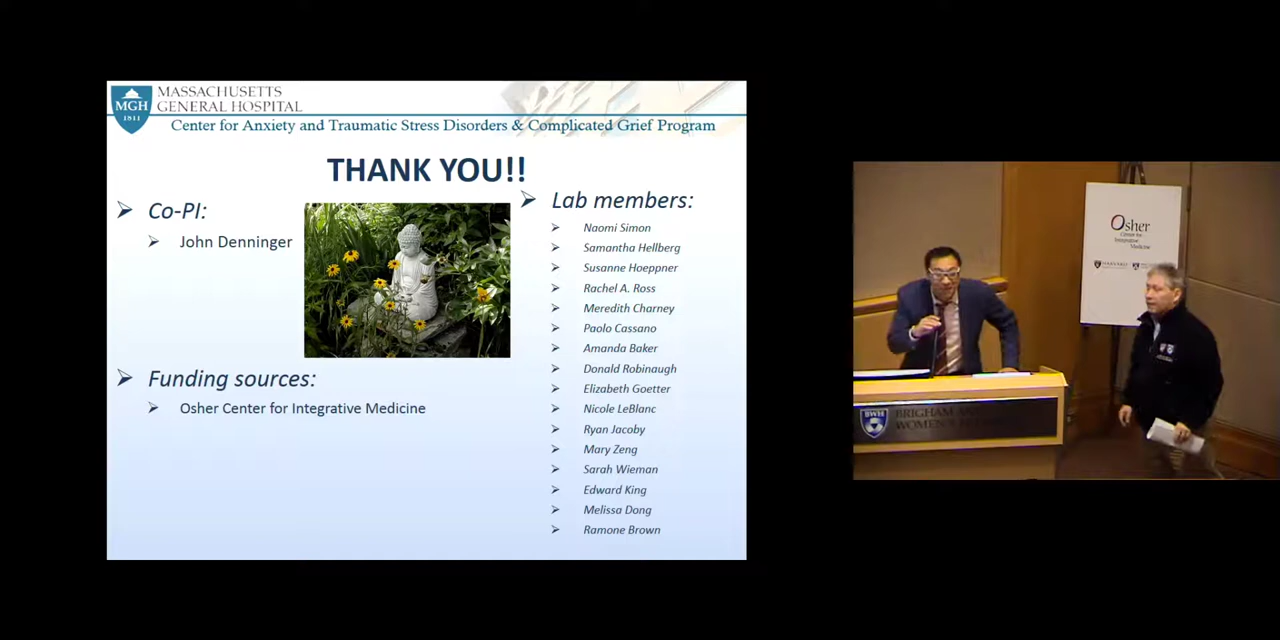 MASSACHUSETTS
GENERAL HOSPITAL
MGH
1811
Center for Anxiety and Traumatic Stress Disorders & Complicated Grief Program
THANK YOU!!
Co-PI:
John Denninger
Funding sources:
Osher Center for Integrative Medicine
Lab members:
Naomi Simon
Samantha Hellberg
Susanne Hoeppner
Rachel A. Ross
Meredith Charney
Paolo Cassano
Amanda Baker
Donald Robinaugh
Elizabeth Goetter
Nicole LeBlanc
Ryan Jacoby
Mary Zeng
Sarah Wieman
Edward King
Melissa Dong
Ramone Brown
Osher
Center for
Integrative
Medicine
HARVARD
BWH
BRIGHAM AND
WOMEN'S